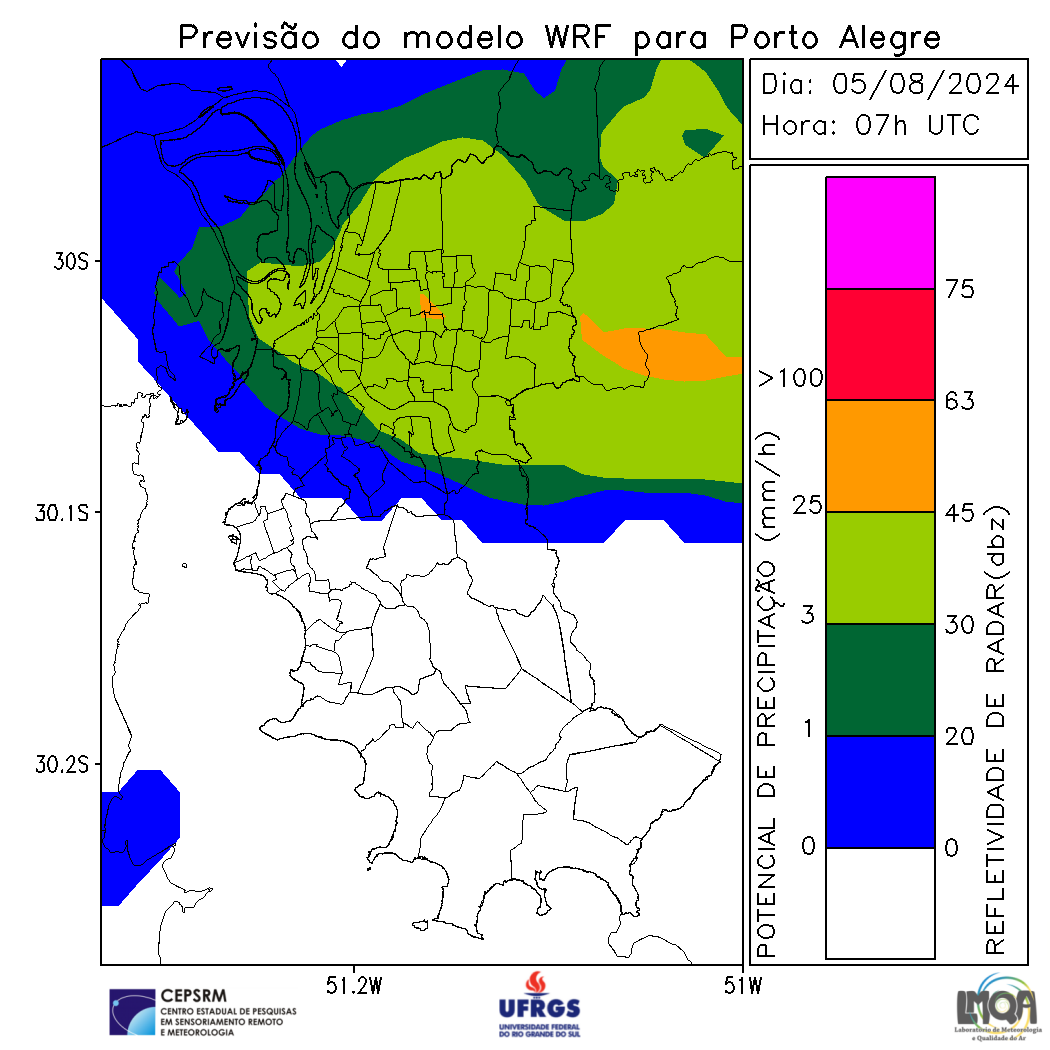 Previsão do modelo WRF para Porto Alegre
Dia: 05/08/2024
Hora: 07h UTC
30S
30.1S
30.2S
51.2W
51W
POTENCIAL DE PRECIPITAÇÃO (mm/h)
>100
25
3
1
0
75
63
45
30
20
0
REFLETIVIDADE DE RADAR(dbz)
CEPSRM
CENTRO ESTADUAL DE PESQUISAS
EM SENSORIAMENTO REMOTO
E METEOROLOGIA
UFRGS
UNIVERSIDADE FEDERAL
DO RIO GRANDE DO SUL
LMQA
Laboratório de Meteorologia
e Qualidade do Ar